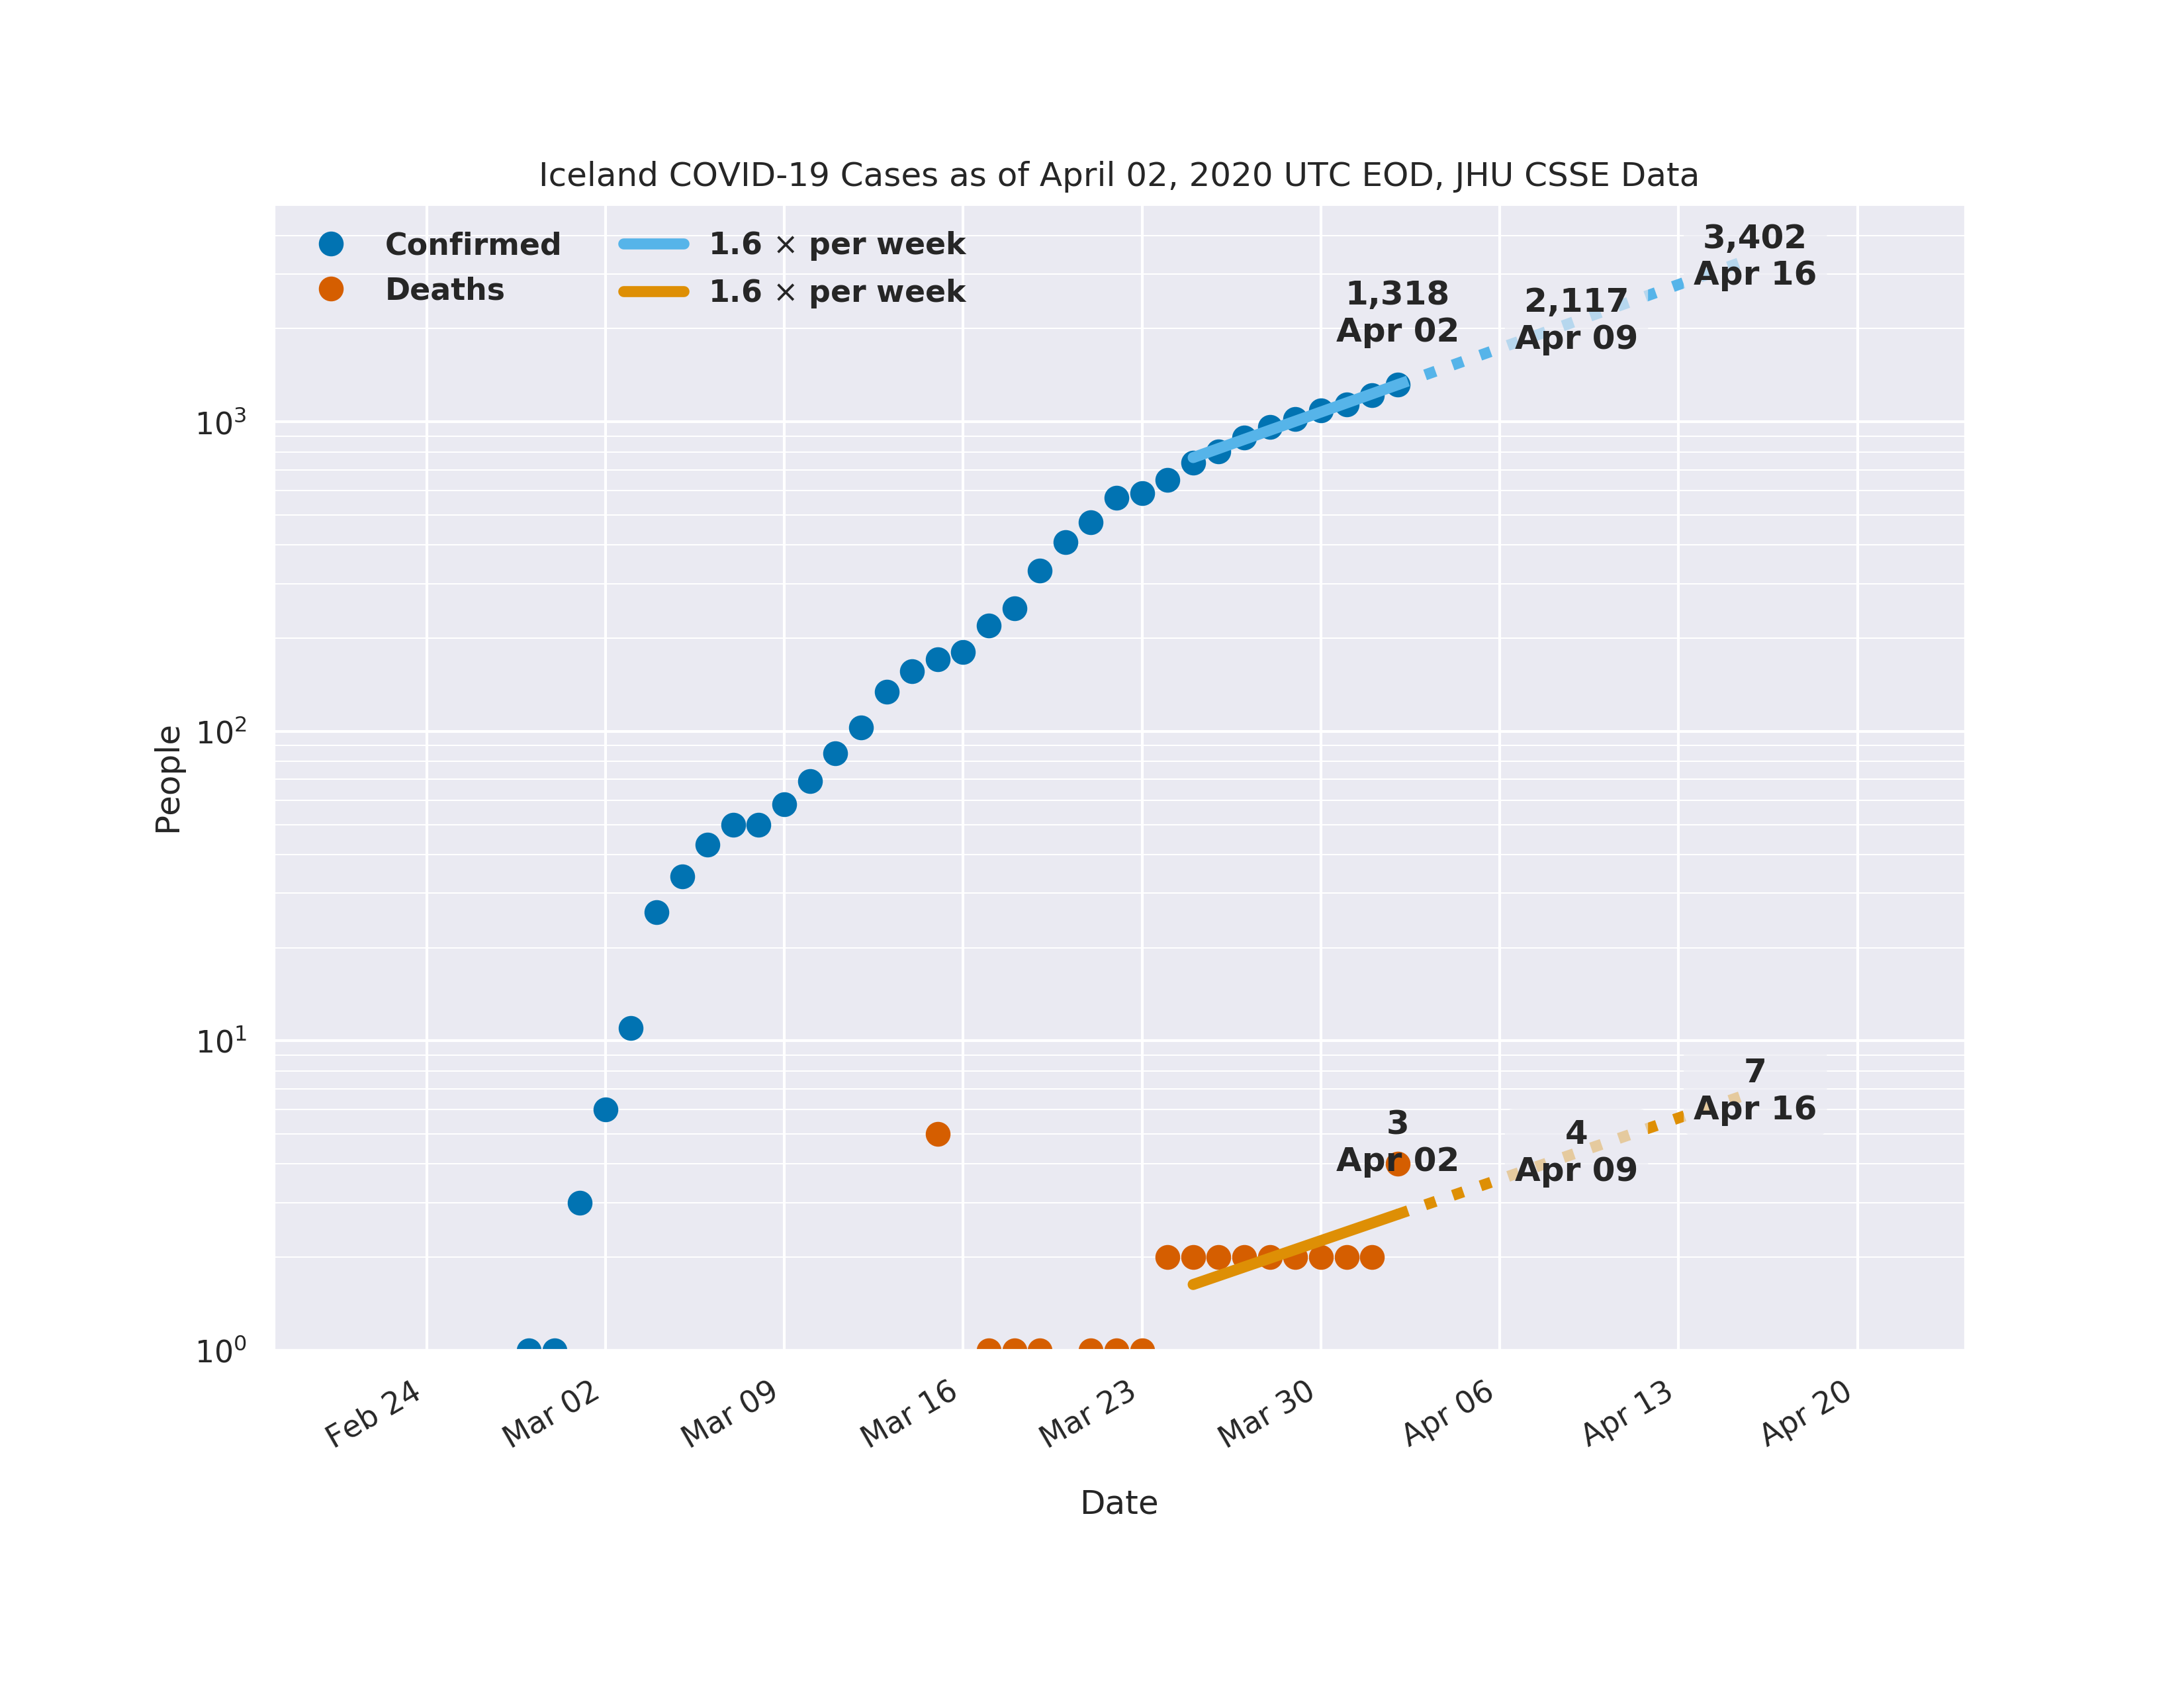 Iceland COVID-19 Cases as of April 02, 2020 UTC EOD, JHU CSSE Data
Confirmed
Deaths
1.6 × per week
1.6 × per week
3,402
Apr 16
1,318
Apr 02
2,117
Apr 09
10³
10²
10¹
10⁰
People
7
Apr 16
3
Apr 02
4
Apr 09
Feb 24
Mar 02
Mar 09
Mar 16
Mar 23
Mar 30
Apr 06
Apr 13
Apr 20
Date